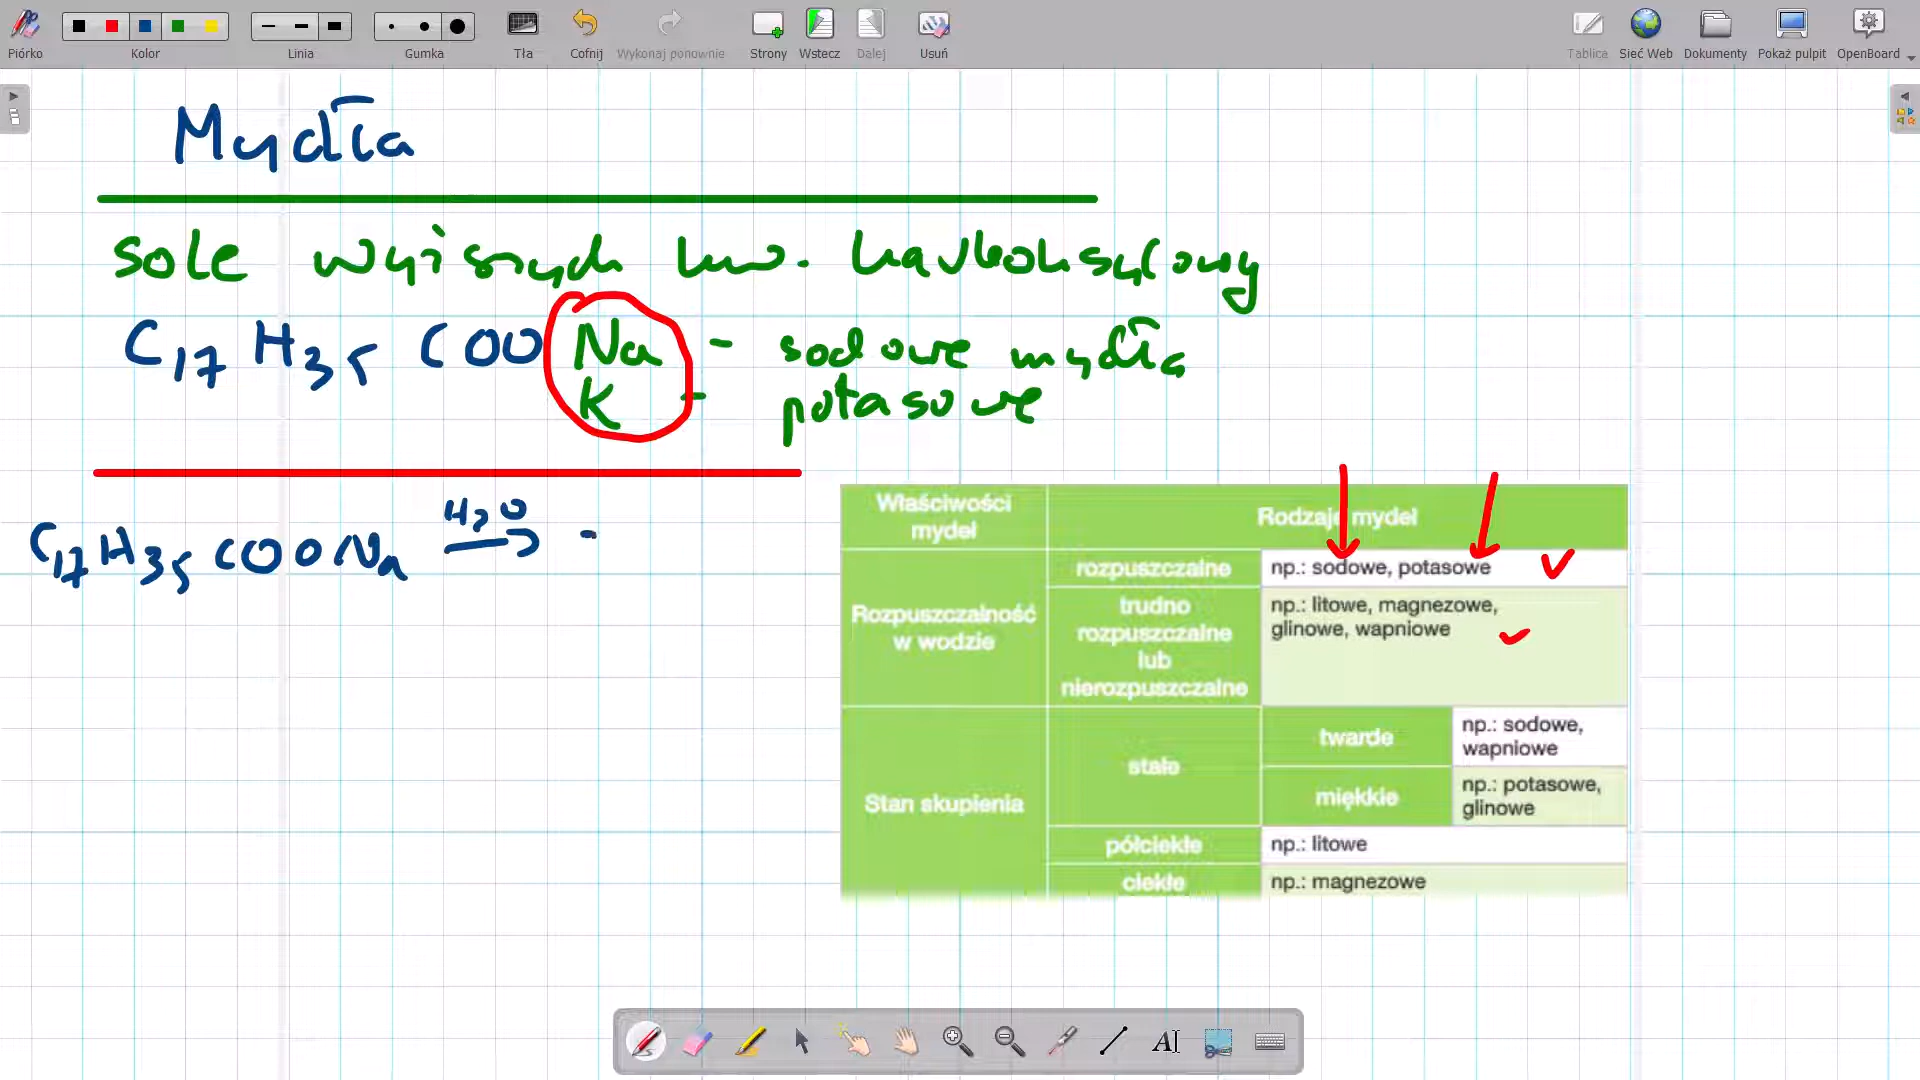 Piórko
Kolor
Linia
Gumka
Tła
Cofnij
Wykonaj ponownie
Strony
Wstecz
Dalej
Usuń
Tablica
Sieć Web
Dokumenty
Pokaż pulpit
OpenBoard
Mydła
sole wyższych kw. karboksylowy
C17H35COONa - sodowe mydła
K - potasowe
C17H35COONa H2O
Właściwości mydeł
Rodzaje mydeł
Rozpuszczalność w wodzie
rozpuszczalne
np.: sodowe, potasowe
trudno
rozpuszczalne
lub
nierozpuszczalne
np.: litowe, magnezowe,
glinowe, wapniowe
Stan skupienia
stałe
twarde
np.: sodowe,
wapniowe
miękkie
np.: potasowe,
glinowe
półciekłe
np.: litowe
ciekłe
np.: magnezowe